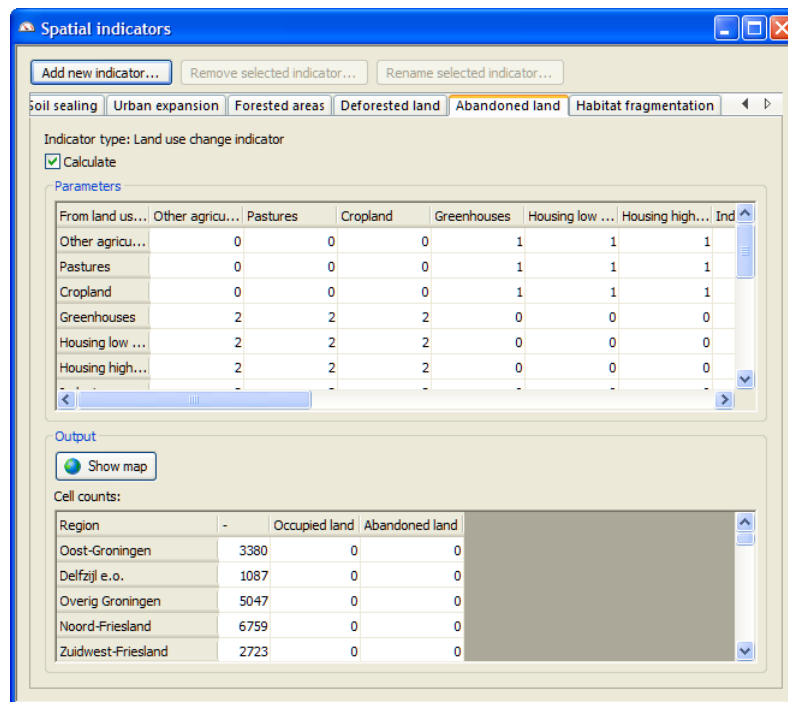 Spatial indicators
Add new indicator... Remove selected indicator... Rename selected indicator...
Soil sealing Urban expansion Forested areas Deforested land Abandoned land Habitat fragmentation
Indicator type: Land use change indicator
Calculate
Parameters
From land us... Other agricu... Pastures Cropland Greenhouses Housing low ... Housing high... Ind
Other agricu... 0 0 0 1 1 1
Pastures 0 0 0 1 1 1
Cropland 0 0 0 1 1 1
Greenhouses 2 2 2 0 0 0
Housing low ... 2 2 2 0 0 0
Housing high... 2 2 2 0 0 0
Output
Show map
Cell counts:
Region - Occupied land Abandoned land
Oost-Groningen 3380 0 0
Delfzijl e.o. 1087 0 0
Overig Groningen 5047 0 0
Noord-Friesland 6759 0 0
Zuidwest-Friesland 2723 0 0